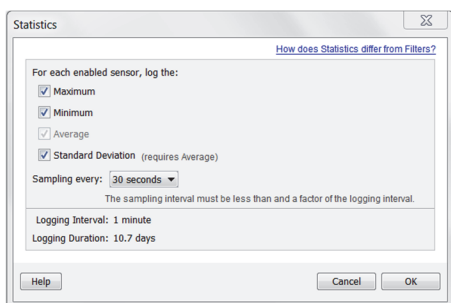 Statistics
How does Statistics differ from Filters?
For each enabled sensor, log the:
Maximum
Minimum
Average
Standard Deviation (requires Average)
Sampling every: 30 seconds
The sampling interval must be less than and a factor of the logging interval.
Logging Interval: 1 minute
Logging Duration: 10.7 days
Help Cancel OK